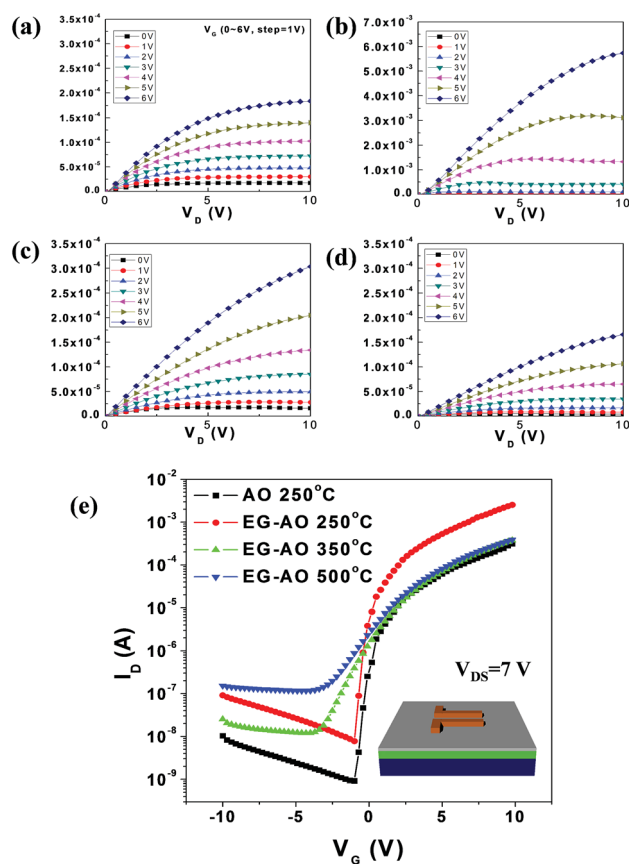 (a)
V_G (0~6V, step=1V)
3.5x10⁻⁴
3.0x10⁻⁴
2.5x10⁻⁴
2.0x10⁻⁴
1.5x10⁻⁴
1.0x10⁻⁴
5.0x10⁻⁵
0.0
0V
1V
2V
3V
4V
5V
6V
0 5 10
V_D (V)
(b)
7.0x10⁻³
6.0x10⁻³
5.0x10⁻³
4.0x10⁻³
3.0x10⁻³
2.0x10⁻³
1.0x10⁻³
0.0
0V
1V
2V
3V
4V
5V
6V
0 5 10
V_D (V)
(c)
3.5x10⁻⁴
3.0x10⁻⁴
2.5x10⁻⁴
2.0x10⁻⁴
1.5x10⁻⁴
1.0x10⁻⁴
5.0x10⁻⁵
0.0
0V
1V
2V
3V
4V
5V
6V
0 5 10
V_D (V)
(d)
3.5x10⁻⁴
3.0x10⁻⁴
2.5x10⁻⁴
2.0x10⁻⁴
1.5x10⁻⁴
1.0x10⁻⁴
5.0x10⁻⁵
0.0
0V
1V
2V
3V
4V
5V
6V
0 5 10
V_D (V)
(e)
10⁻²
10⁻³
10⁻⁴
10⁻⁵
10⁻⁶
10⁻⁷
10⁻⁸
10⁻⁹
I_D (A)
AO 250°C
EG-AO 250°C
EG-AO 350°C
EG-AO 500°C
V_DS=7 V
-10 -5 0 5 10
V_G (V)